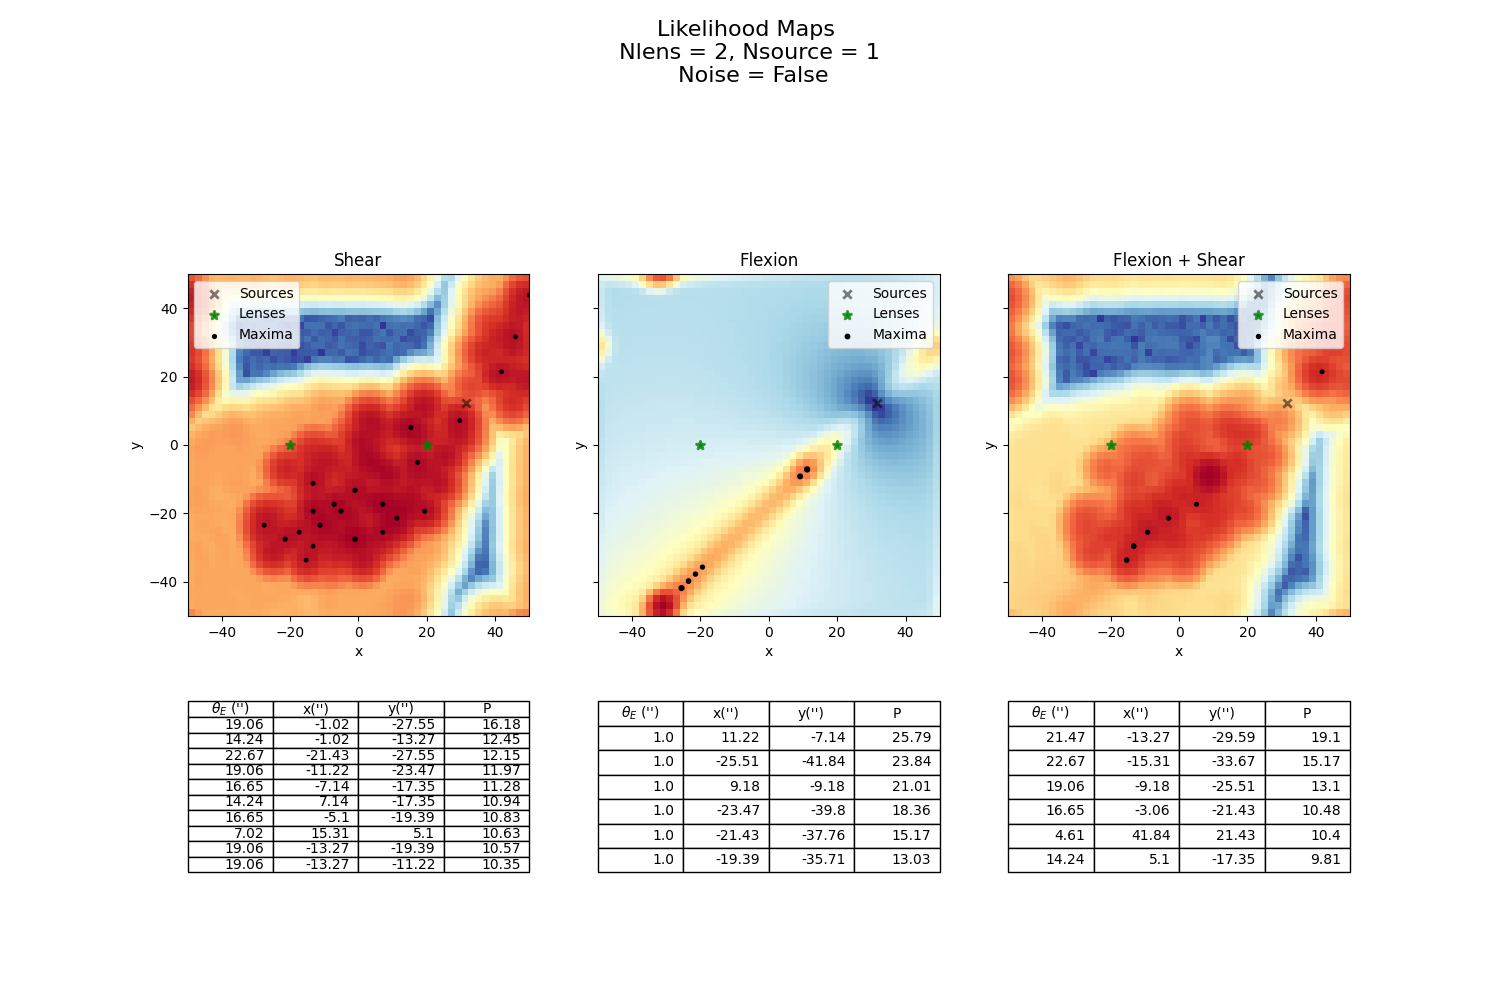 Likelihood Maps
Nlens = 2, Nsource = 1
Noise = False
Shear
Sources
Lenses
Maxima
40
20
0
−20
−40
y
−40 −20 0 20 40
x
Flexion
Sources
Lenses
Maxima
y
−40 −20 0 20 40
x
Flexion + Shear
Sources
Lenses
Maxima
y
−40 −20 0 20 40
x
θ_E ('') x('') y('') P
19.06 -1.02 -27.55 16.18
14.24 -1.02 -13.27 12.45
22.67 -21.43 -27.55 12.15
19.06 -11.22 -23.47 11.97
16.65 -7.14 -17.35 11.28
14.24 7.14 -17.35 10.94
16.65 -5.1 -19.39 10.83
7.02 15.31 5.1 10.63
19.06 -13.27 -19.39 10.57
19.06 -13.27 -11.22 10.35
θ_E ('') x('') y('') P
1.0 11.22 -7.14 25.79
1.0 -25.51 -41.84 23.84
1.0 9.18 -9.18 21.01
1.0 -23.47 -39.8 18.36
1.0 -21.43 -37.76 15.17
1.0 -19.39 -35.71 13.03
θ_E ('') x('') y('') P
21.47 -13.27 -29.59 19.1
22.67 -15.31 -33.67 15.17
19.06 -9.18 -25.51 13.1
16.65 -3.06 -21.43 10.48
4.61 41.84 21.43 10.4
14.24 5.1 -17.35 9.81